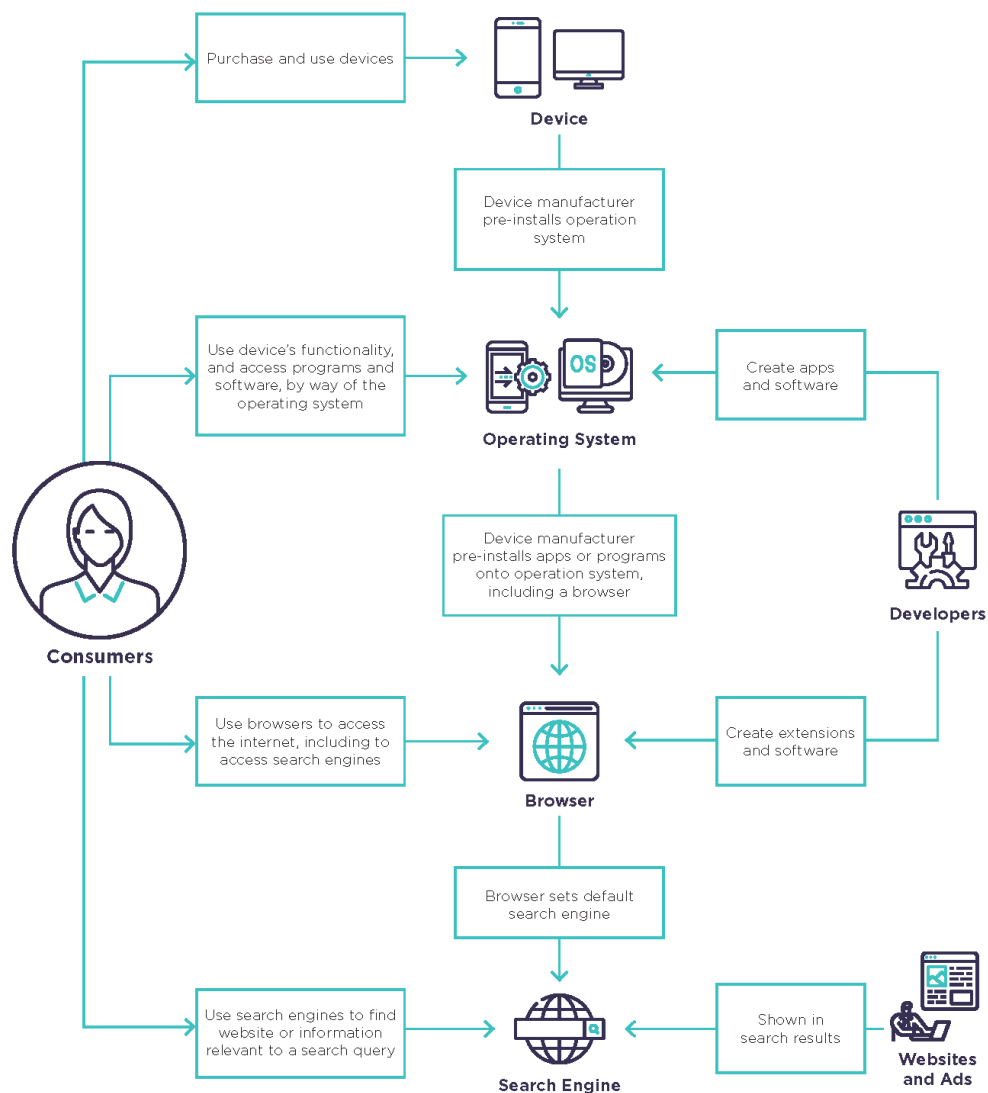 Purchase and use devices
Device
Device manufacturer
pre-installs operation
system
Use device's functionality,
and access programs and
software, by way of the
operating system
OS
Operating System
Create apps
and software
Device manufacturer
pre-installs apps or programs
onto operation system,
including a browser
Developers
Consumers
Use browsers to access
the internet, including to
access search engines
Browser
Create extensions
and software
Browser sets default
search engine
Use search engines to find
website or information
relevant to a search query
Search Engine
Shown in
search results
Websites
and Ads